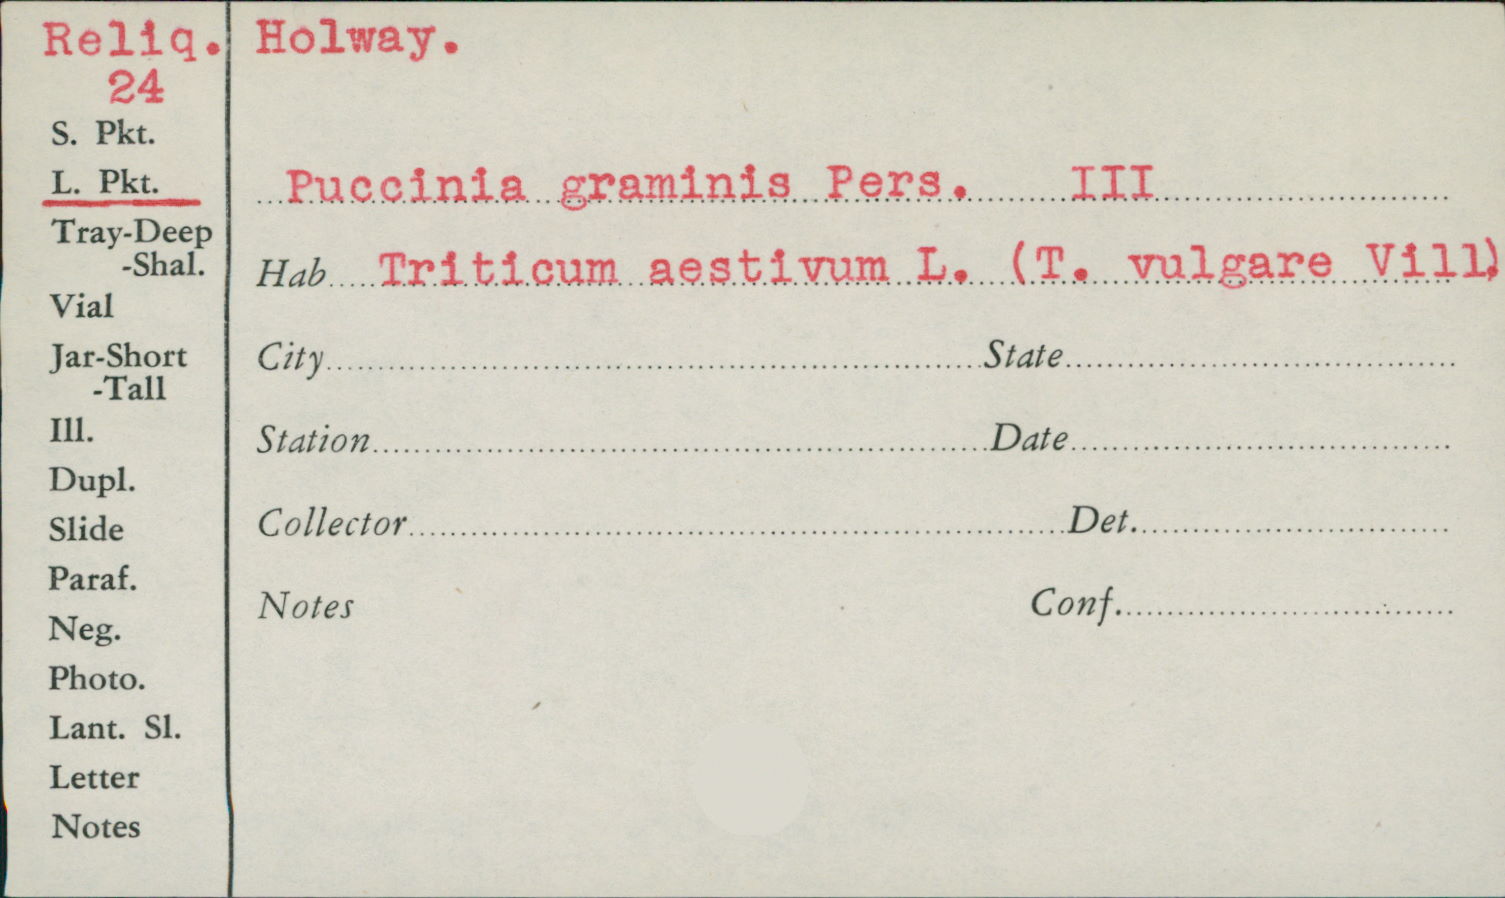 Reliq. Holway.
24
S. Pkt.
L. Pkt.
Tray-Deep
-Shal.
Vial
Jar-Short
-Tall
Ill.
Dupl.
Slide
Paraf.
Neg.
Photo.
Lant. Sl.
Letter
Notes
Puccinia graminis Pers. III
Hab Triticum aestivum L. (T. vulgare Vill)
City State
Station Date
Collector Det.
Notes Conf.